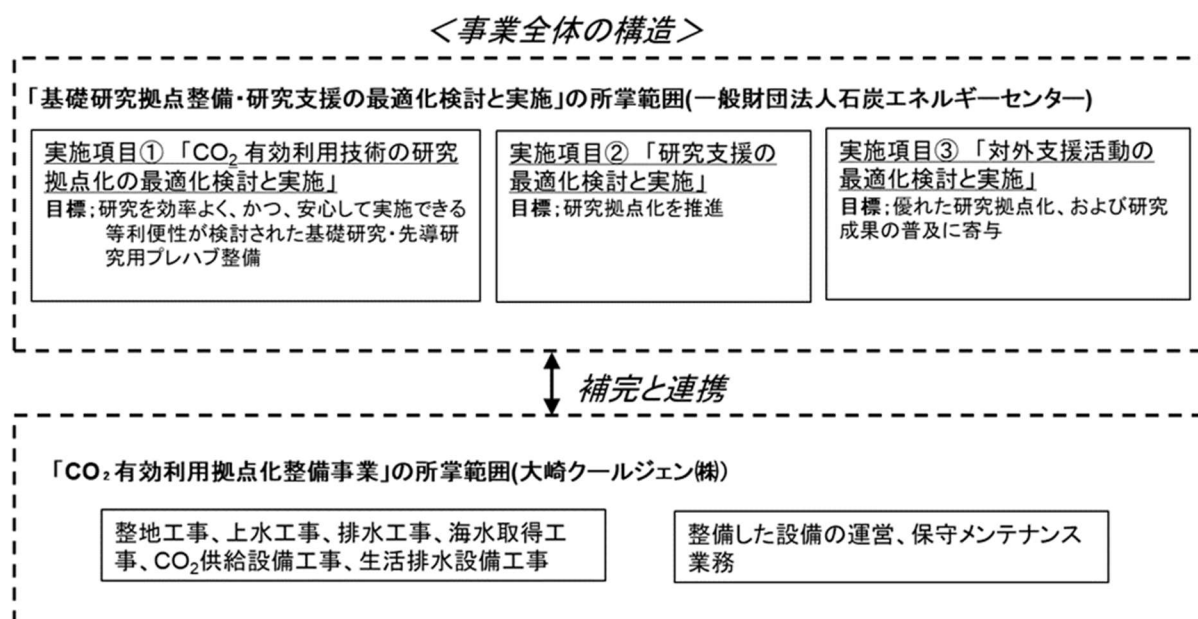 ＜事業全体の構造＞
「基礎研究拠点整備・研究支援の最適化検討と実施」の所掌範囲(一般財団法人石炭エネルギーセンター)
実施項目① 「CO₂ 有効利用技術の研究
拠点化の最適化検討と実施」
目標；研究を効率よく、かつ、安心して実施できる
等利便性が検討された基礎研究・先導研
究用プレハブ整備
実施項目② 「研究支援の
最適化検討と実施」
目標；研究拠点化を推進
実施項目③ 「対外支援活動の
最適化検討と実施」
目標；優れた研究拠点化、および研究
成果の普及に寄与
補完と連携
「CO₂ 有効利用拠点化整備事業」の所掌範囲(大崎クールジェン㈱)
整地工事、上水工事、排水工事、海水取得工
事、CO₂供給設備工事、生活排水設備工事
整備した設備の運営、保守メンテナンス
業務